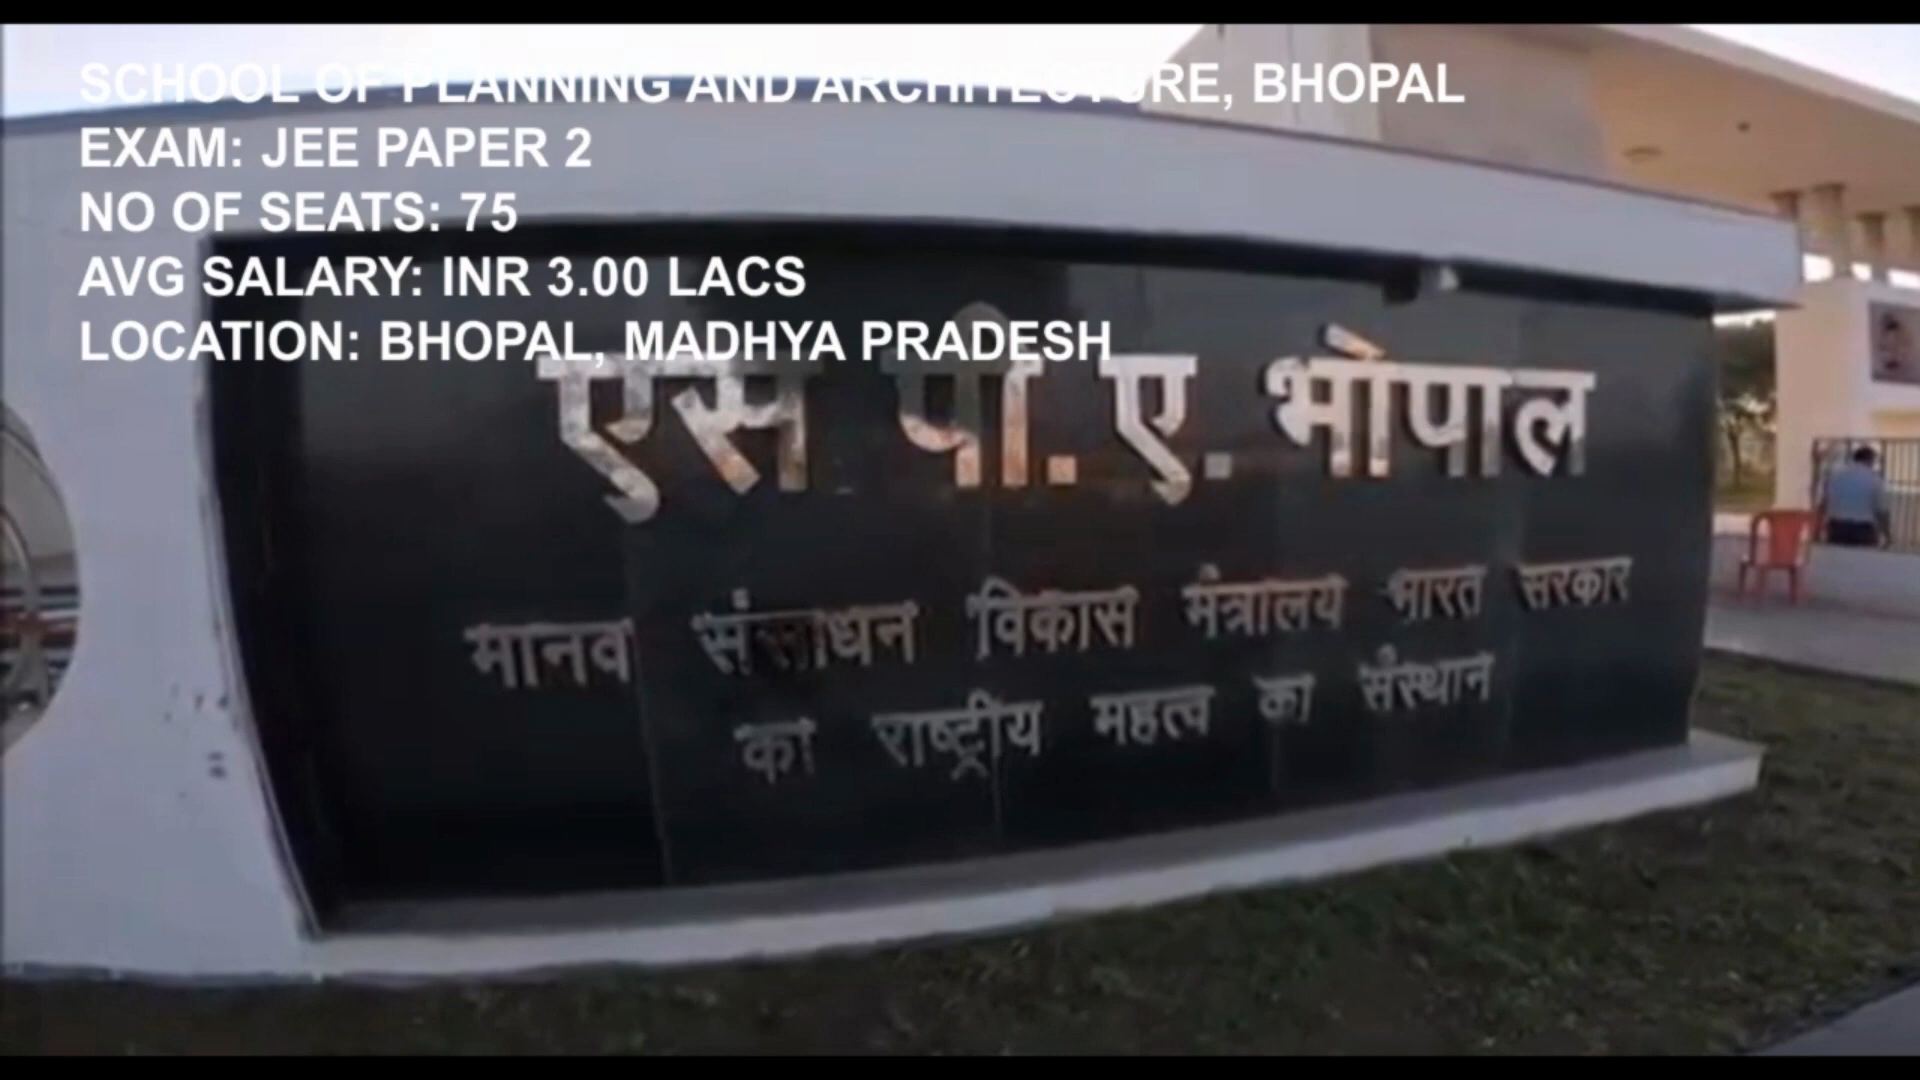 SCHOOL OF PLANNING AND ARCHITECTURE, BHOPAL
EXAM: JEE PAPER 2
NO OF SEATS: 75
AVG SALARY: INR 3.00 LACS
LOCATION: BHOPAL, MADHYA PRADESH
एस पी. ए. भोपाल
मानव संसाधन विकास मंत्रालय भारत सरकार
का राष्ट्रीय महत्व का संस्थान